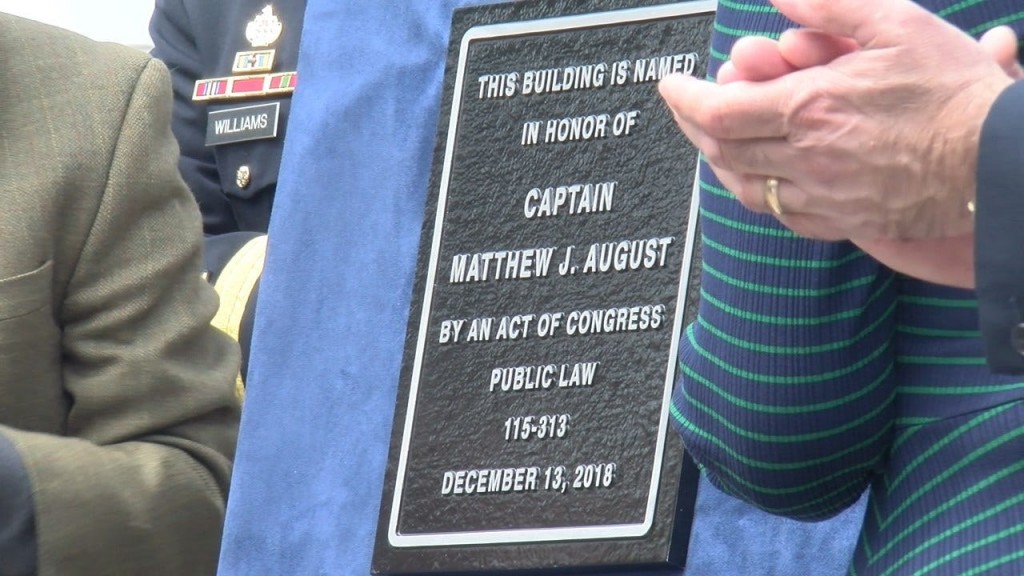 WILLIAMS
THIS BUILDING IS NAMED
IN HONOR OF
CAPTAIN
MATTHEW J. AUGUST
BY AN ACT OF CONGRESS
PUBLIC LAW
115-313
DECEMBER 13, 2018